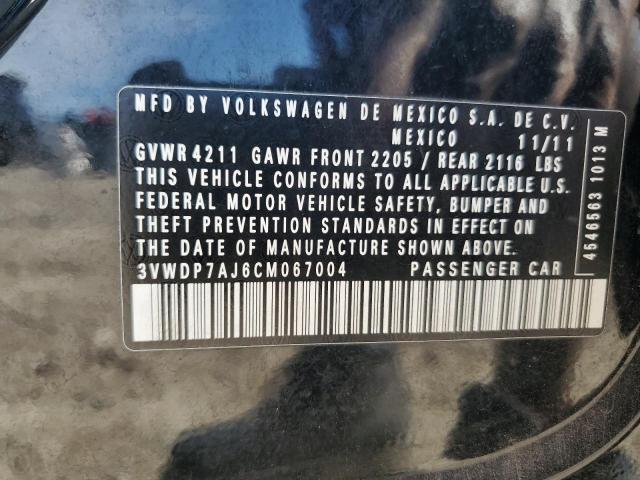 MFD BY VOLKSWAGEN DE MEXICO S.A. DE C.V.
MEXICO 11/11
GVWR 4211 GAWR FRONT 2205 / REAR 2116 LBS
THIS VEHICLE CONFORMS TO ALL APPLICABLE U.S.
FEDERAL MOTOR VEHICLE SAFETY, BUMPER AND
THEFT PREVENTION STANDARDS IN EFFECT ON
THE DATE OF MANUFACTURE SHOWN ABOVE.
3VWDP7AJ6CM067004 PASSENGER CAR
4546563 1013 M